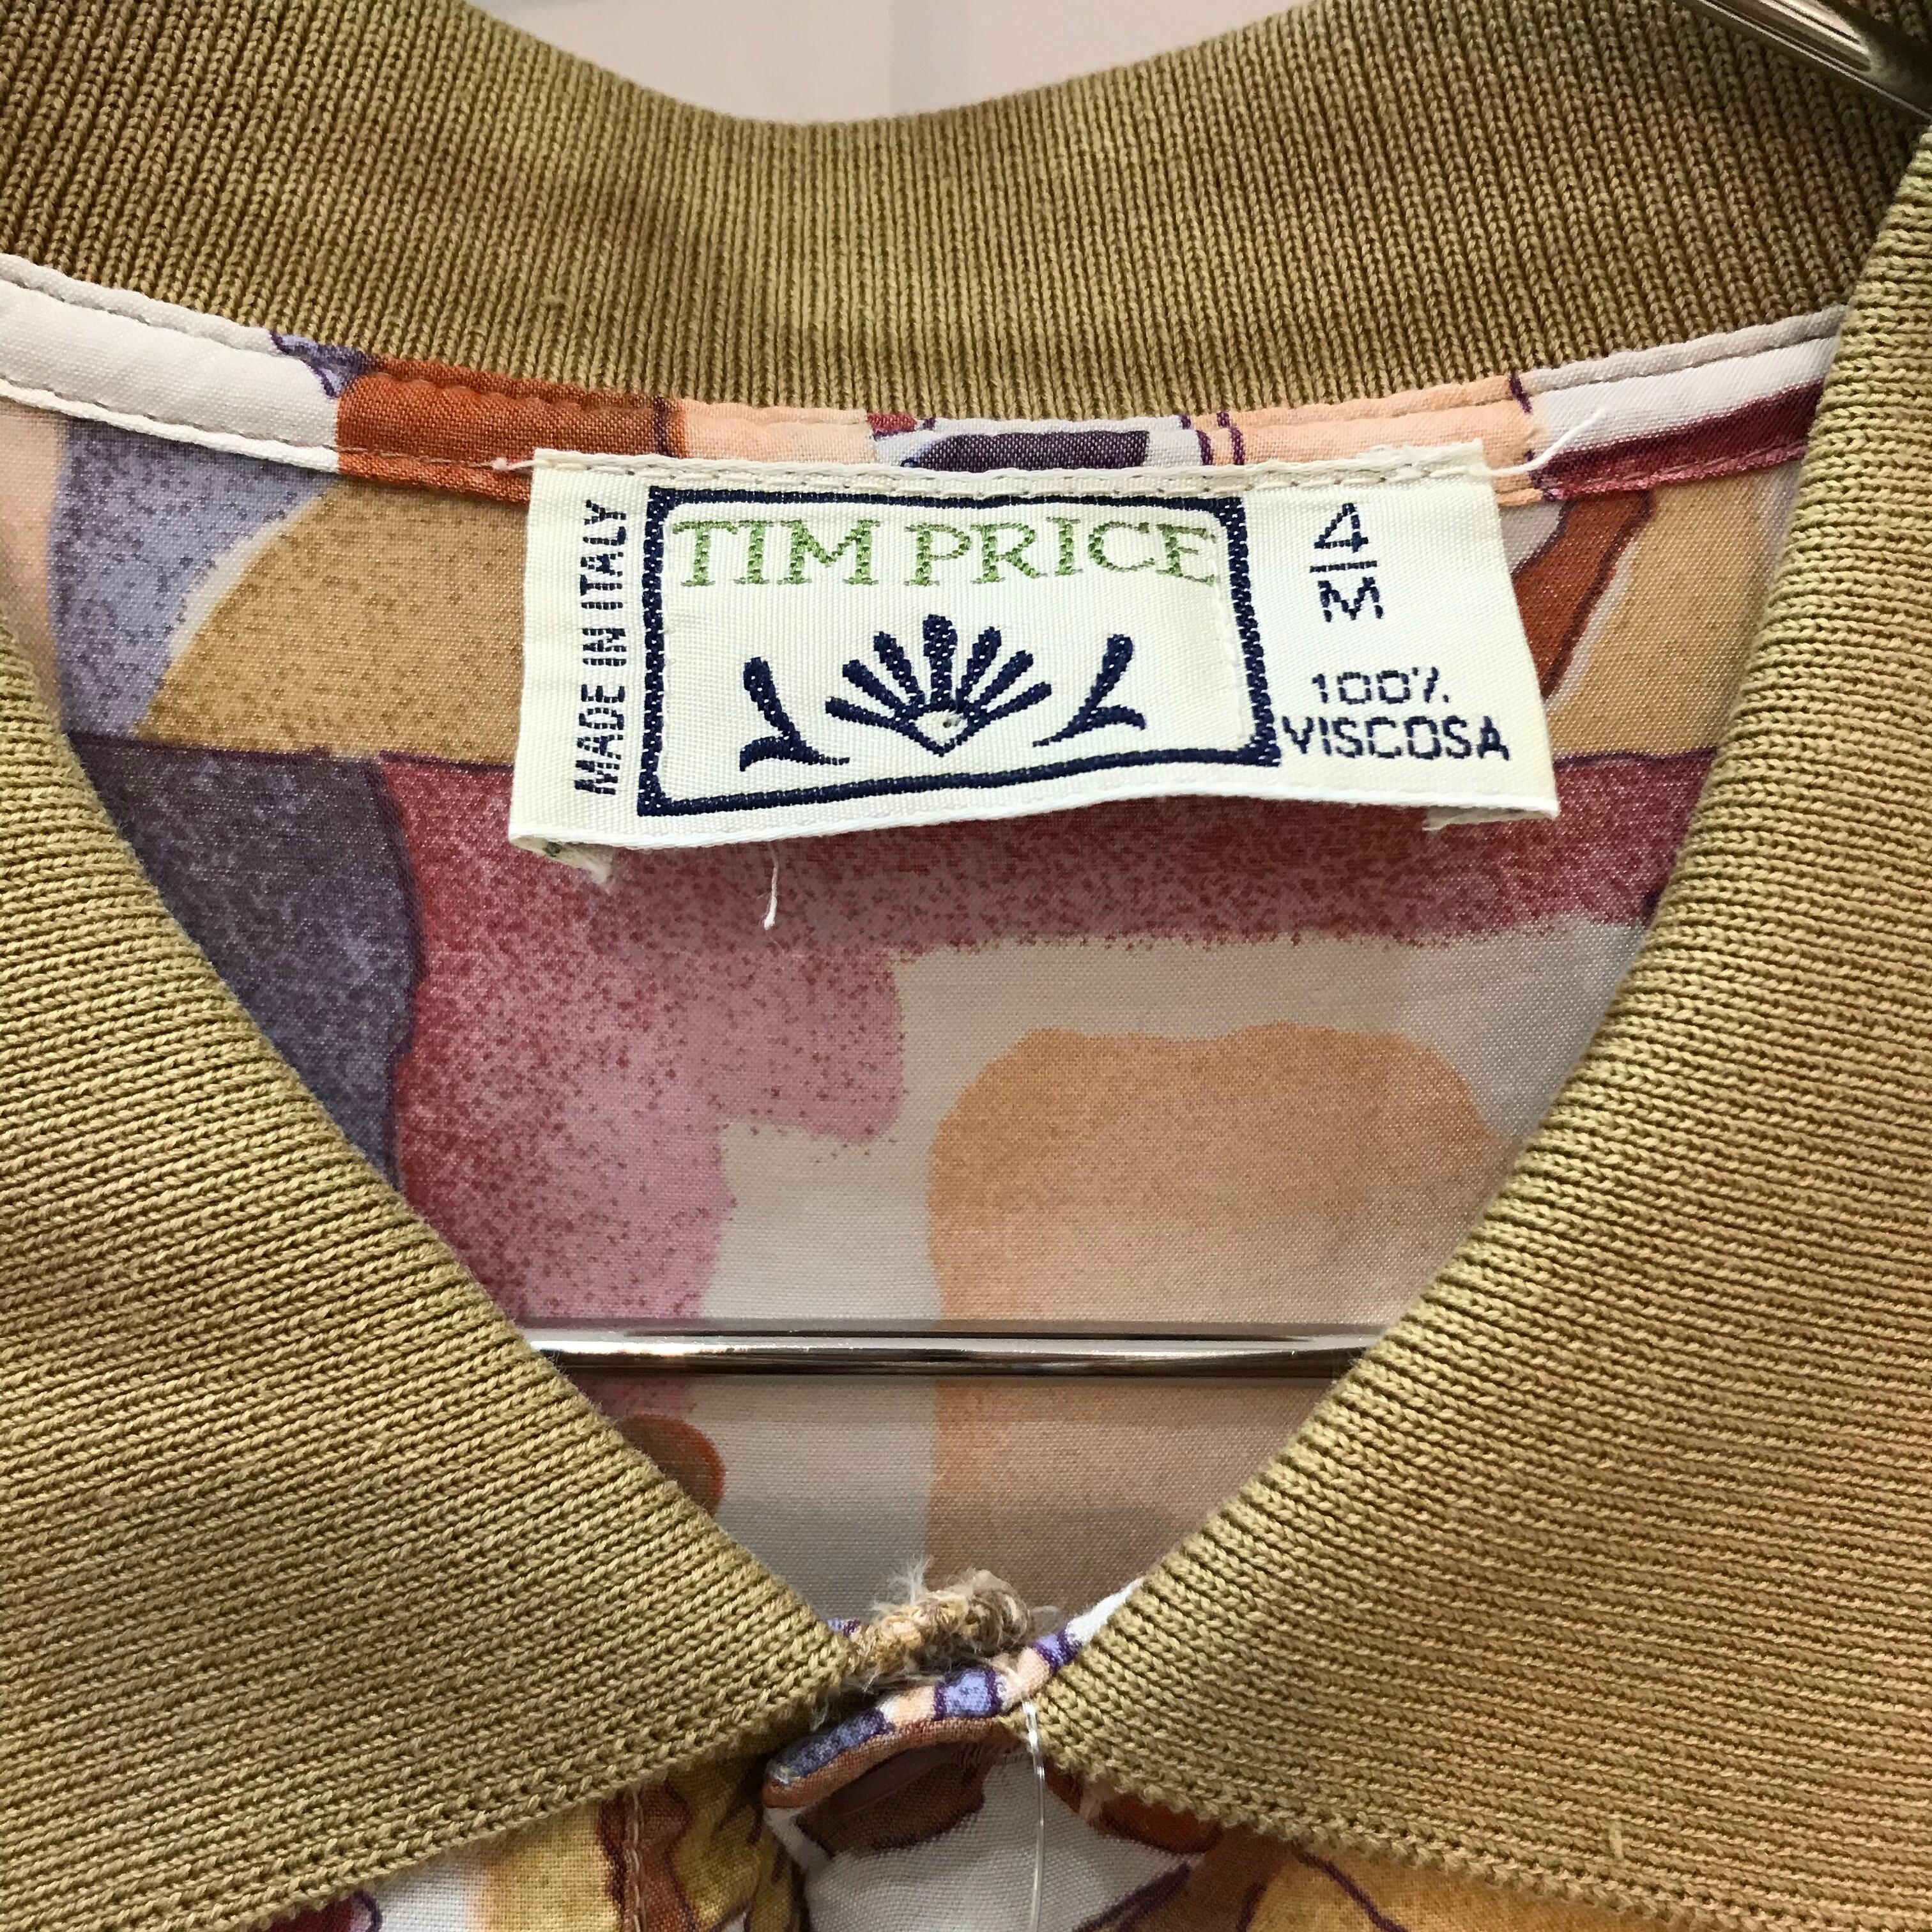 MADE IN ITALY
TIM PRICE
4
M
100%
VISCOSA